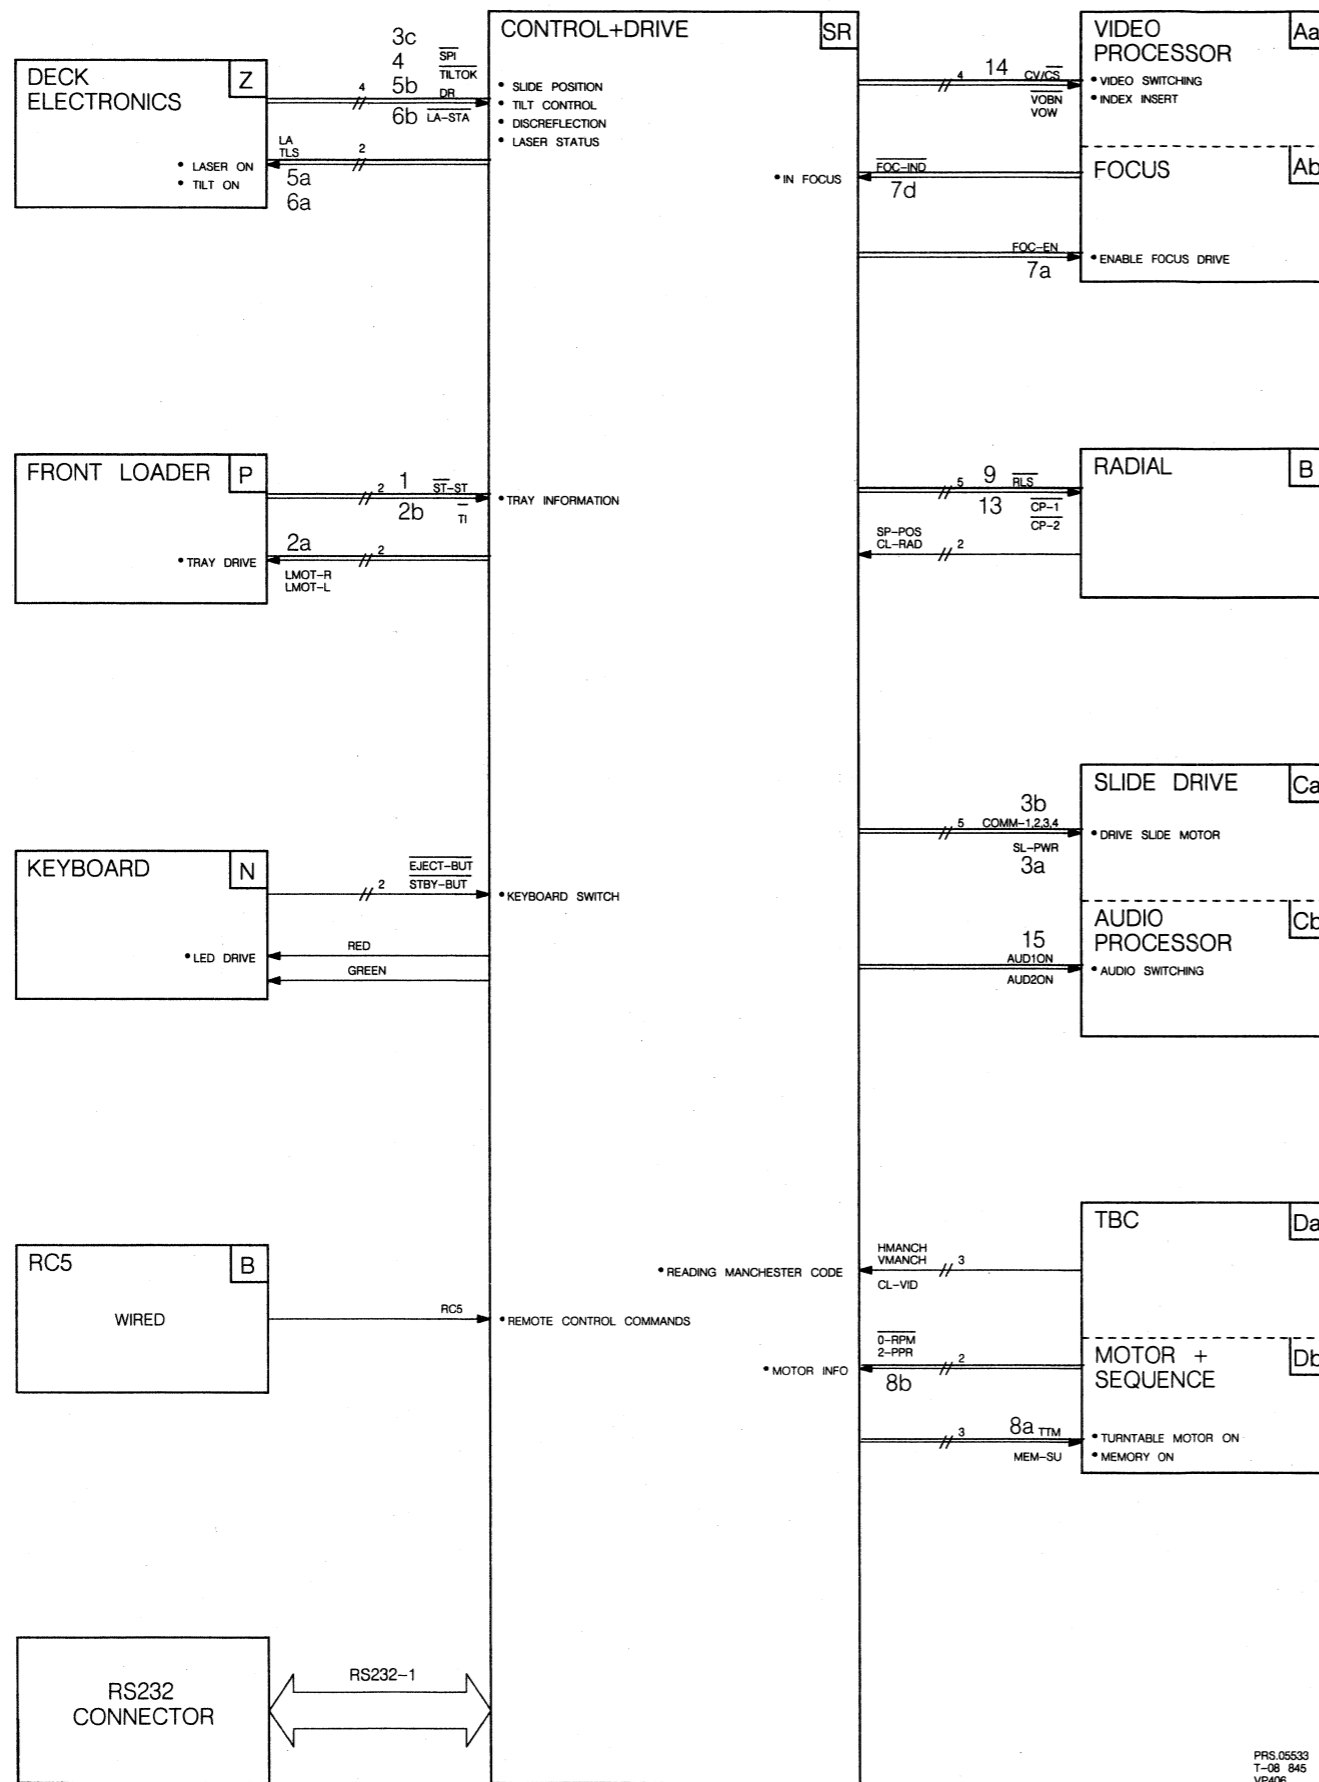 DECK
ELECTRONICS
Z
• LASER ON
• TILT ON
3c
4
5b
6b
SPI
TILTOK
DR
LA-STA
4
LA
TLS
2
5a
6a
CONTROL+DRIVE
SR
• SLIDE POSITION
• TILT CONTROL
• DISCREFLECTION
• LASER STATUS
• IN FOCUS
4
14
CV/CS
VOBN
VOW
VIDEO
PROCESSOR
Aa
• VIDEO SWITCHING
• INDEX INSERT
FOC-IND
7d
FOCUS
Ab
FOC-EN
7a
• ENABLE FOCUS DRIVE
FRONT LOADER
P
• TRAY DRIVE
2
1
ST-ST
2b
TI
• TRAY INFORMATION
2a
2
LMOT-R
LMOT-L
5
9
RLS
13
CP-1
CP-2
SP-POS
CL-RAD
2
RADIAL
B
KEYBOARD
N
• LED DRIVE
EJECT-BUT
2
STBY-BUT
• KEYBOARD SWITCH
RED
GREEN
3b
5
COMM-1,2,3,4
SL-PWR
3a
SLIDE DRIVE
Ca
• DRIVE SLIDE MOTOR
15
AUD1ON
AUD2ON
AUDIO
PROCESSOR
Cb
• AUDIO SWITCHING
RC5
B
WIRED
RC5
• REMOTE CONTROL COMMANDS
• READING MANCHESTER CODE
HMANCH
VMANCH
3
CL-VID
TBC
Da
• MOTOR INFO
0-RPM
2-PPR
2
8b
MOTOR +
SEQUENCE
Db
3
8a
TTM
MEM-SU
• TURNTABLE MOTOR ON
• MEMORY ON
RS232
CONNECTOR
RS232-1
PRS.05533
T-08 845
VP406